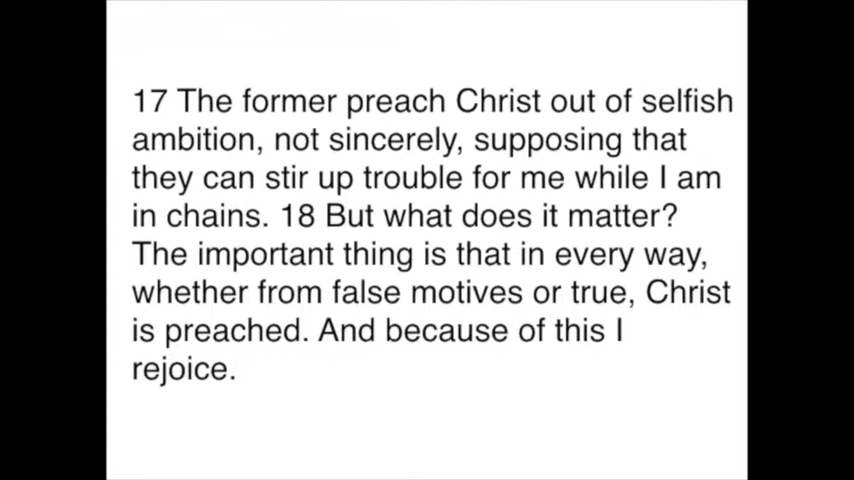 17 The former preach Christ out of selfish
ambition, not sincerely, supposing that
they can stir up trouble for me while I am
in chains. 18 But what does it matter?
The important thing is that in every way,
whether from false motives or true, Christ
is preached. And because of this I
rejoice.